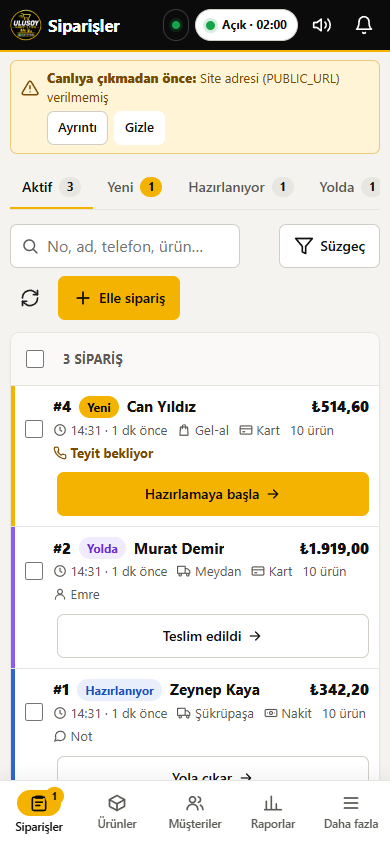 ULUSOY
Siparişler
Açık · 02:00
Canlıya çıkmadan önce: Site adresi (PUBLIC_URL)
verilmemiş
Ayrıntı
Gizle
Aktif 3
Yeni 1
Hazırlanıyor 1
Yolda 1
No, ad, telefon, ürün...
Süzgeç
Elle sipariş
3 SİPARİŞ
#4 Yeni Can Yıldız ₺514,60
14:31 · 1 dk önce Gel-al Kart 10 ürün
Teyit bekliyor
Hazırlamaya başla →
#2 Yolda Murat Demir ₺1.919,00
14:31 · 1 dk önce Meydan Kart 10 ürün
Emre
Teslim edildi →
#1 Hazırlanıyor Zeynep Kaya ₺342,20
14:31 · 1 dk önce Şükrüpaşa Nakit 10 ürün
Not
Yola çıkar →
1
Siparişler
Ürünler
Müşteriler
Raporlar
Daha fazla